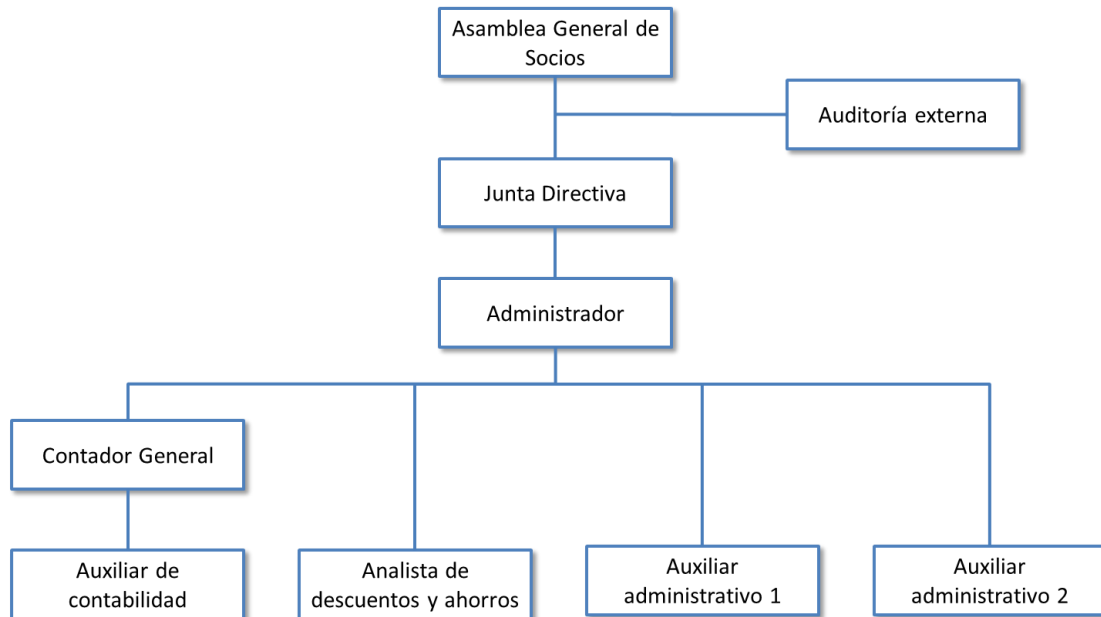 Asamblea General de
Socios
Auditoría externa
Junta Directiva
Administrador
Contador General
Auxiliar de
contabilidad
Analista de
descuentos y ahorros
Auxiliar
administrativo 1
Auxiliar
administrativo 2